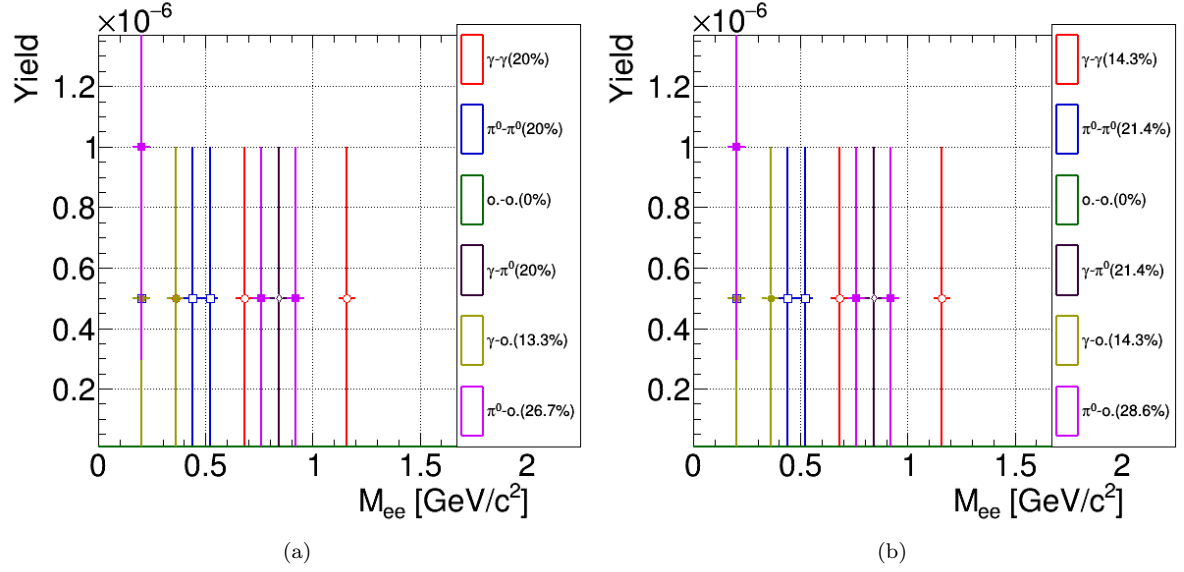 ×10⁻⁶
Yield
1.2
1
0.8
0.6
0.4
0.2
0 0.5 1 1.5 2
M_ee [GeV/c²]
γ-γ(20%)
π⁰-π⁰(20%)
o.-o.(0%)
γ-π⁰(20%)
γ-o.(13.3%)
π⁰-o.(26.7%)
(a)
×10⁻⁶
Yield
1.2
1
0.8
0.6
0.4
0.2
0 0.5 1 1.5 2
M_ee [GeV/c²]
γ-γ(14.3%)
π⁰-π⁰(21.4%)
o.-o.(0%)
γ-π⁰(21.4%)
γ-o.(14.3%)
π⁰-o.(28.6%)
(b)